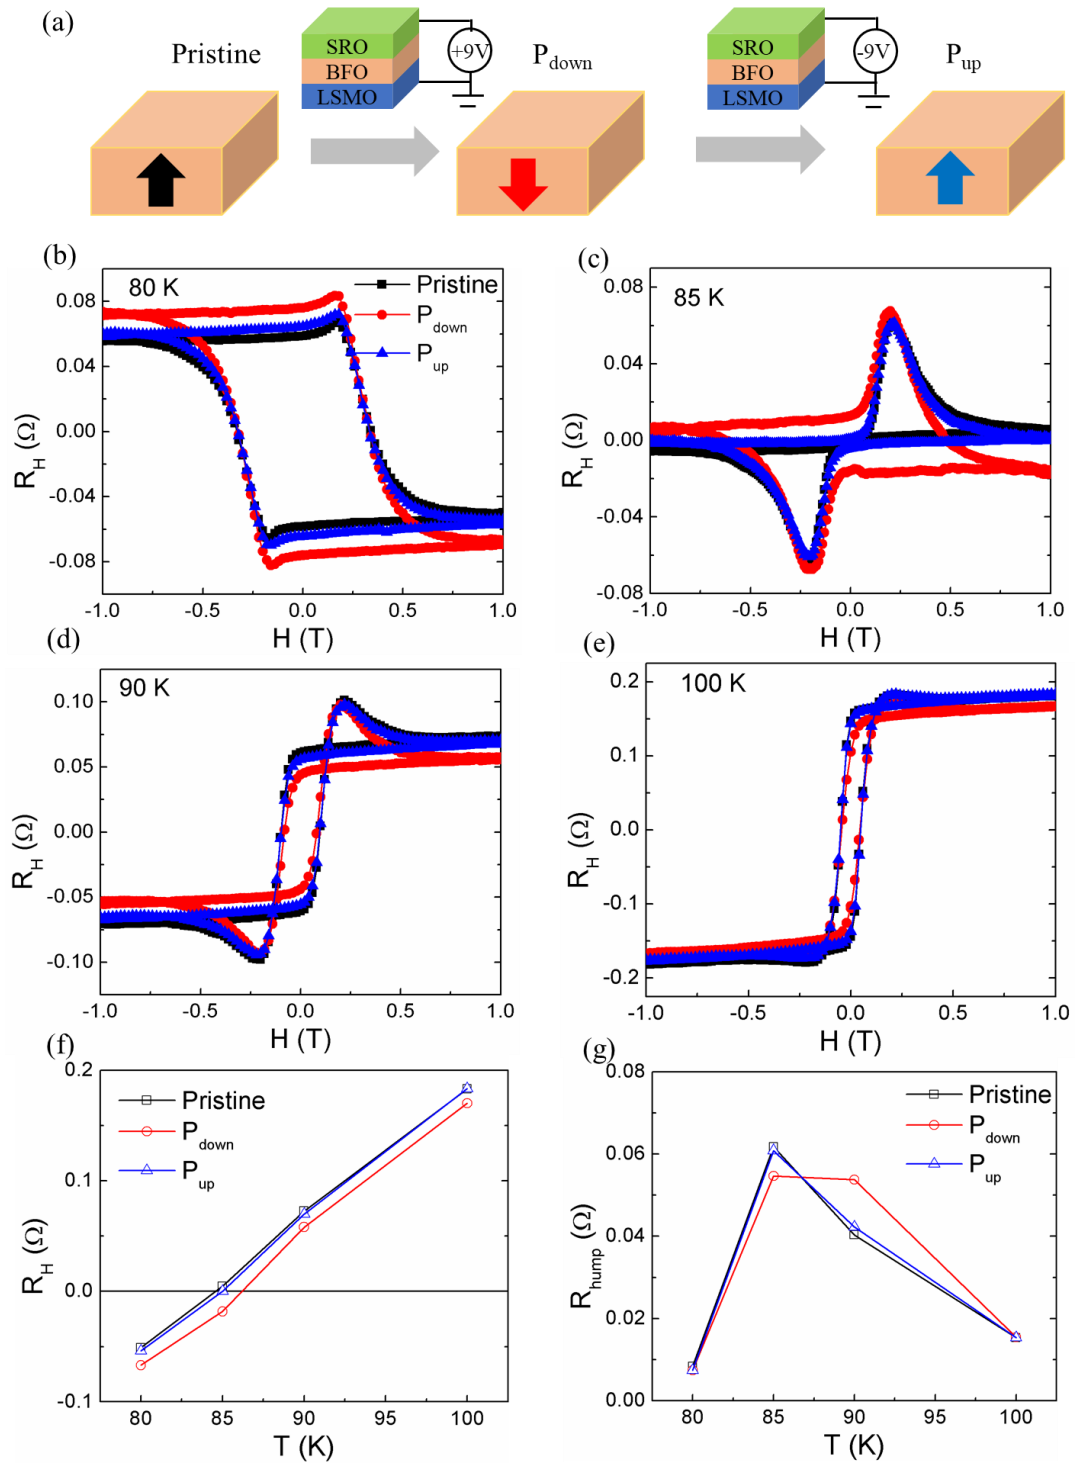 (a)
Pristine
SRO
BFO
LSMO
+9V
Pdown
SRO
BFO
LSMO
-9V
Pup
(b)
80 K
Pristine
Pdown
Pup
0.08
0.04
0.00
-0.04
-0.08
RH (Ω)
-1.0 -0.5 0.0 0.5 1.0
H (T)
(c)
85 K
0.08
0.04
0.00
-0.04
-0.08
RH (Ω)
-1.0 -0.5 0.0 0.5 1.0
H (T)
(d)
90 K
0.10
0.05
0.00
-0.05
-0.10
RH (Ω)
-1.0 -0.5 0.0 0.5 1.0
H (T)
(e)
100 K
0.2
0.1
0.0
-0.1
-0.2
RH (Ω)
-1.0 -0.5 0.0 0.5 1.0
H (T)
(f)
Pristine
Pdown
Pup
0.2
0.1
0.0
-0.1
RH (Ω)
80 85 90 95 100
T (K)
(g)
Pristine
Pdown
Pup
0.08
0.06
0.04
0.02
0.00
Rhump (Ω)
80 85 90 95 100
T (K)